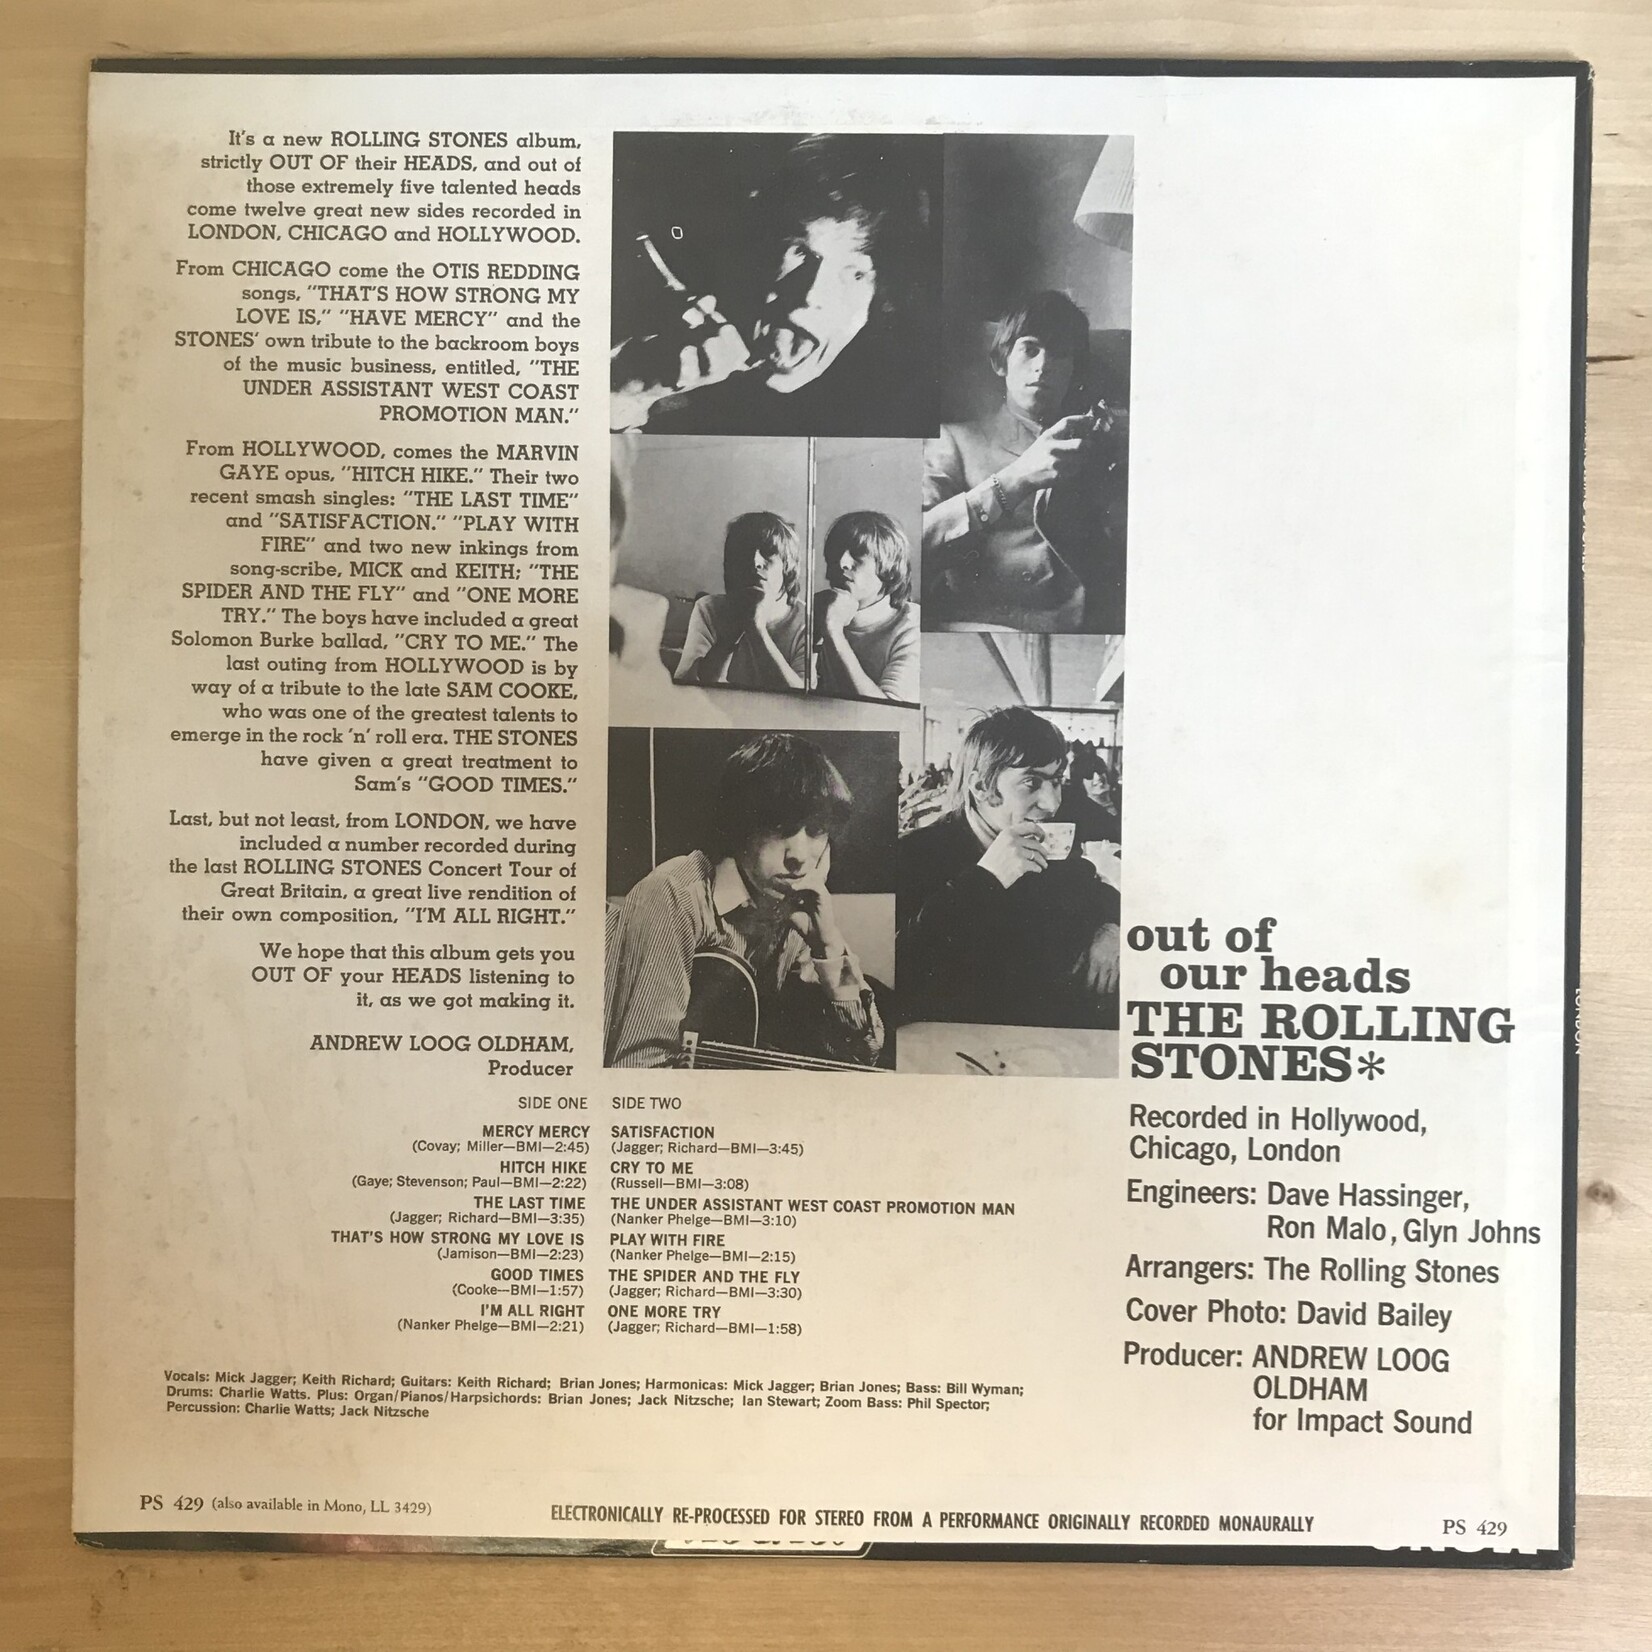 It's a new ROLLING STONES album,
strictly OUT OF their HEADS, and out of
those extremely five talented heads
come twelve great new sides recorded in
LONDON, CHICAGO and HOLLYWOOD.
From CHICAGO come the OTIS REDDING
songs, "THAT'S HOW STRONG MY
LOVE IS," "HAVE MERCY" and the
STONES' own tribute to the backroom boys
of the music business, entitled, "THE
UNDER ASSISTANT WEST COAST
PROMOTION MAN."
From HOLLYWOOD, comes the MARVIN
GAYE opus, "HITCH HIKE." Their two
recent smash singles: "THE LAST TIME"
and "SATISFACTION." "PLAY WITH
FIRE" and two new inkings from
song-scribe, MICK and KEITH; "THE
SPIDER AND THE FLY" and "ONE MORE
TRY." The boys have included a great
Solomon Burke ballad, "CRY TO ME." The
last outing from HOLLYWOOD is by
way of a tribute to the late SAM COOKE,
who was one of the greatest talents to
emerge in the rock 'n' roll era. THE STONES
have given a great treatment to
Sam's "GOOD TIMES."
Last, but not least, from LONDON, we have
included a number recorded during
the last ROLLING STONES Concert Tour of
Great Britain, a great live rendition of
their own composition, "I'M ALL RIGHT."
We hope that this album gets you
OUT OF your HEADS listening to
it, as we got making it.
ANDREW LOOG OLDHAM,
Producer
SIDE ONE
MERCY MERCY
(Covay; Miller—BMI—2:45)
HITCH HIKE
(Gaye; Stevenson; Paul—BMI—2:22)
THE LAST TIME
(Jagger; Richard—BMI—3:35)
THAT'S HOW STRONG MY LOVE IS
(Jamison—BMI—2:23)
GOOD TIMES
(Cooke—BMI—1:57)
I'M ALL RIGHT
(Nanker Phelge—BMI—2:21)
SIDE TWO
SATISFACTION
(Jagger; Richard—BMI—3:45)
CRY TO ME
(Russell—BMI—3:08)
THE UNDER ASSISTANT WEST COAST PROMOTION MAN
(Nanker Phelge—BMI—3:10)
PLAY WITH FIRE
(Nanker Phelge—BMI—2:15)
THE SPIDER AND THE FLY
(Jagger; Richard—BMI—3:30)
ONE MORE TRY
(Jagger; Richard—BMI—1:58)
Vocals: Mick Jagger; Keith Richard; Guitars: Keith Richard; Brian Jones; Harmonicas: Mick Jagger; Brian Jones; Bass: Bill Wyman;
Drums: Charlie Watts. Plus: Organ/Pianos/Harpsichords: Brian Jones; Jack Nitzsche; Ian Stewart; Zoom Bass: Phil Spector;
Percussion: Charlie Watts; Jack Nitzsche
out of
our heads
THE ROLLING
STONES*
Recorded in Hollywood,
Chicago, London
Engineers: Dave Hassinger,
Ron Malo, Glyn Johns
Arrangers: The Rolling Stones
Cover Photo: David Bailey
Producer: ANDREW LOOG
OLDHAM
for Impact Sound
PS 429 (also available in Mono, LL 3429)
ELECTRONICALLY RE-PROCESSED FOR STEREO FROM A PERFORMANCE ORIGINALLY RECORDED MONAURALLY
PS 429
LONDON